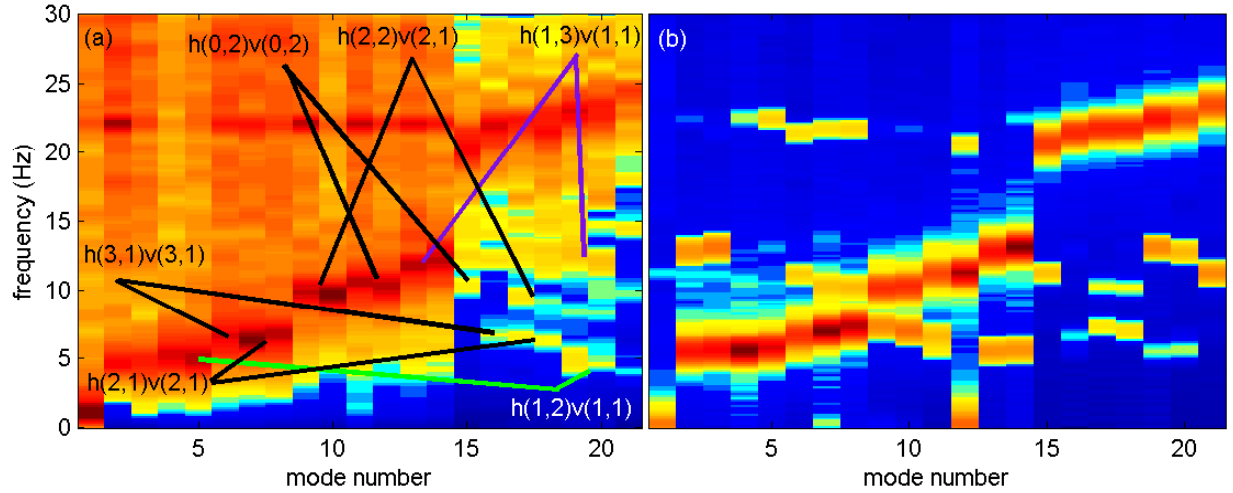 (a)
h(0,2)v(0,2)
h(2,2)v(2,1)
h(1,3)v(1,1)
h(3,1)v(3,1)
h(2,1)v(2,1)
h(1,2)v(1,1)
frequency (Hz)
0
5
10
15
20
25
30
5
10
15
20
mode number
(b)
5
10
15
20
mode number